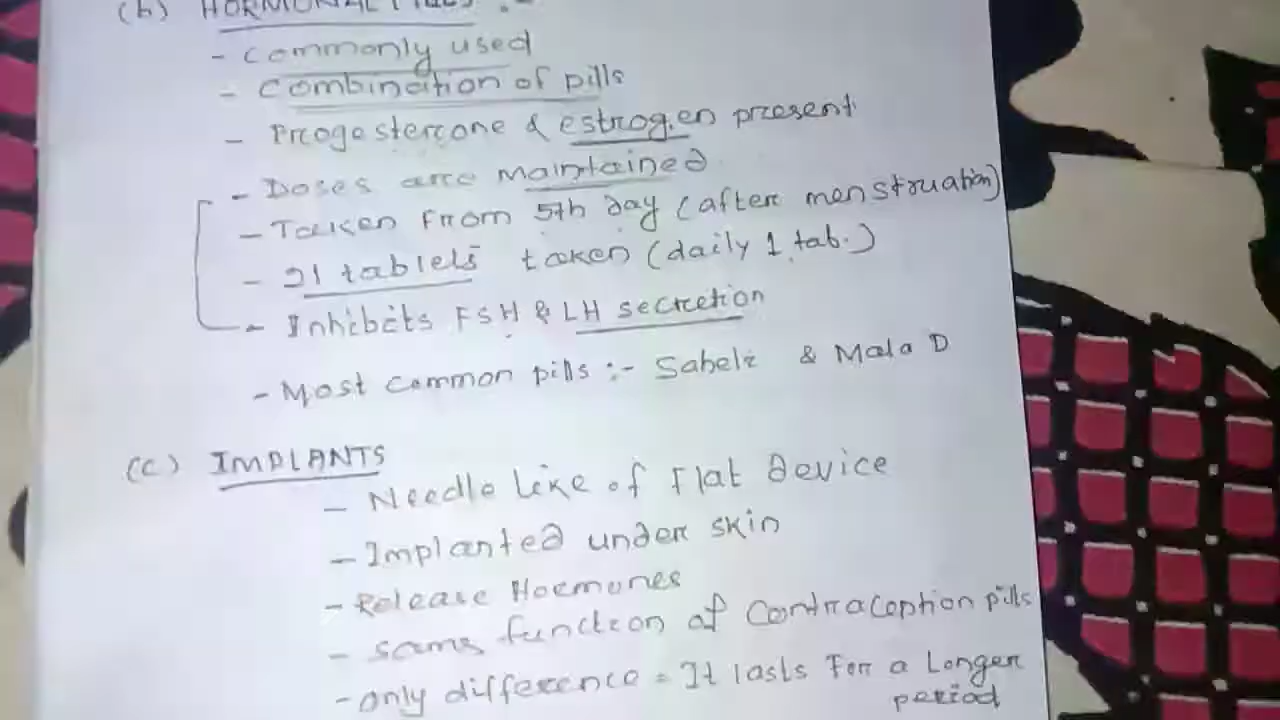 (b) HORMONAL PILLS :-
- Commonly used
- Combination of pills
- Progesterone & estrogen present
- Doses are maintained
- Taken From 5th day (after menstruation)
- 21 tablets taken (daily 1 tab.)
- Inhibits FSH & LH secretion
- Most common pills :- Saheli & Mala D
(C) IMPLANTS
- Needle like of Flat Device
- Implanted under skin
- Release Hormones
- Same function of Contraception pills
- only difference = It lasts For a Longer
period